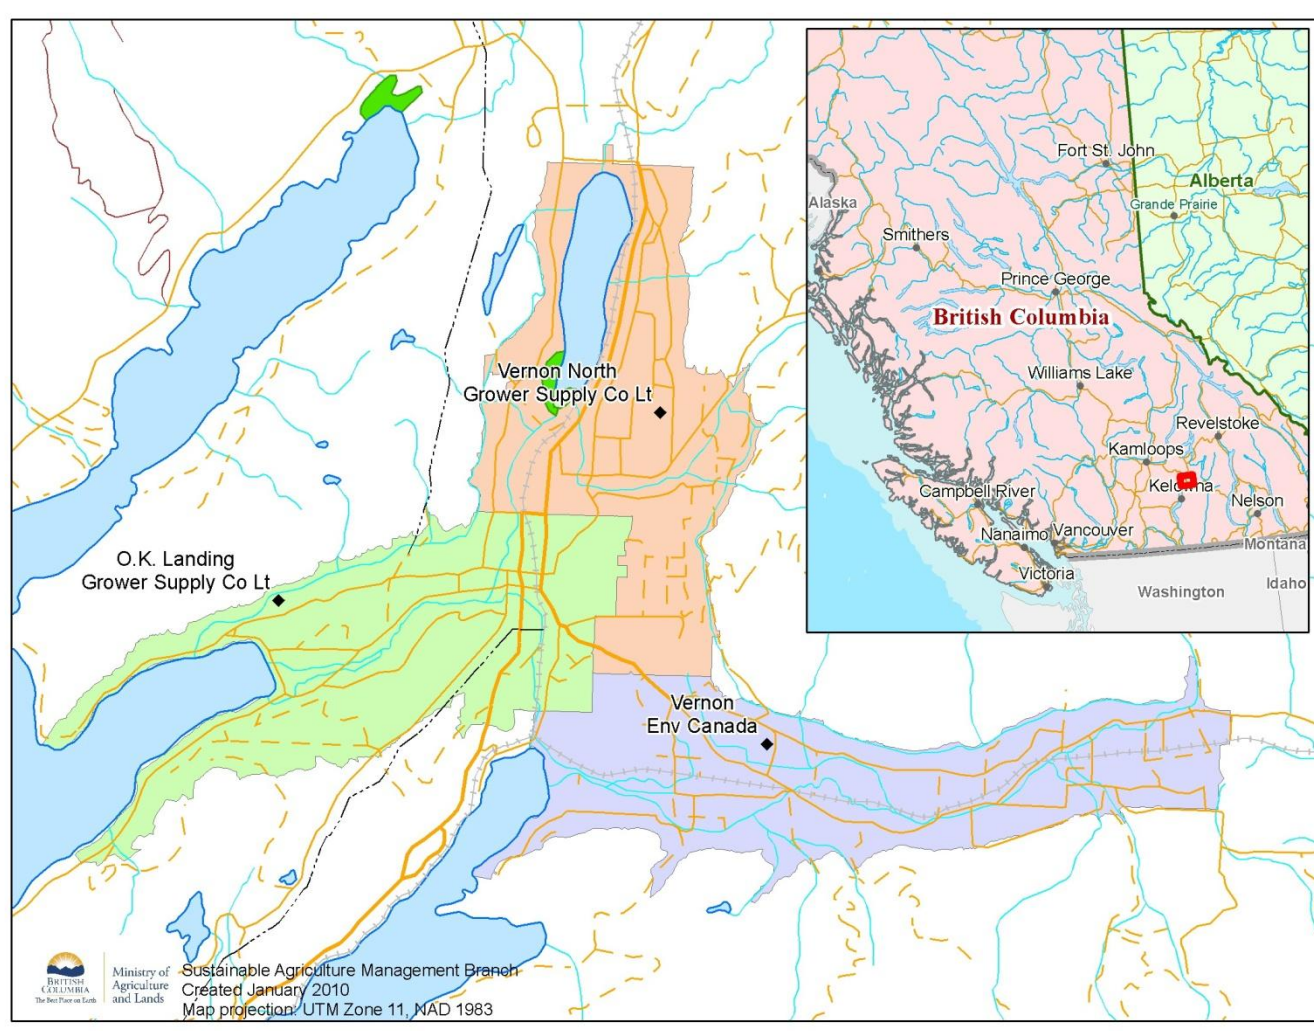 Vernon North
Grower Supply Co Lt
O.K. Landing
Grower Supply Co Lt
Vernon
Env Canada
Fort St. John
Alberta
Grande Prairie
Alaska
Smithers
Prince George
British Columbia
Williams Lake
Revelstoke
Kamloops
Kelowna
Campbell River
Nelson
Nanaimo
Vancouver
Montana
Victoria
Washington
Idaho
BRITISH
COLUMBIA
The Best Place on Earth
Ministry of
Agriculture
and Lands
Sustainable Agriculture Management Branch
Created January 2010
Map projection: UTM Zone 11, NAD 1983